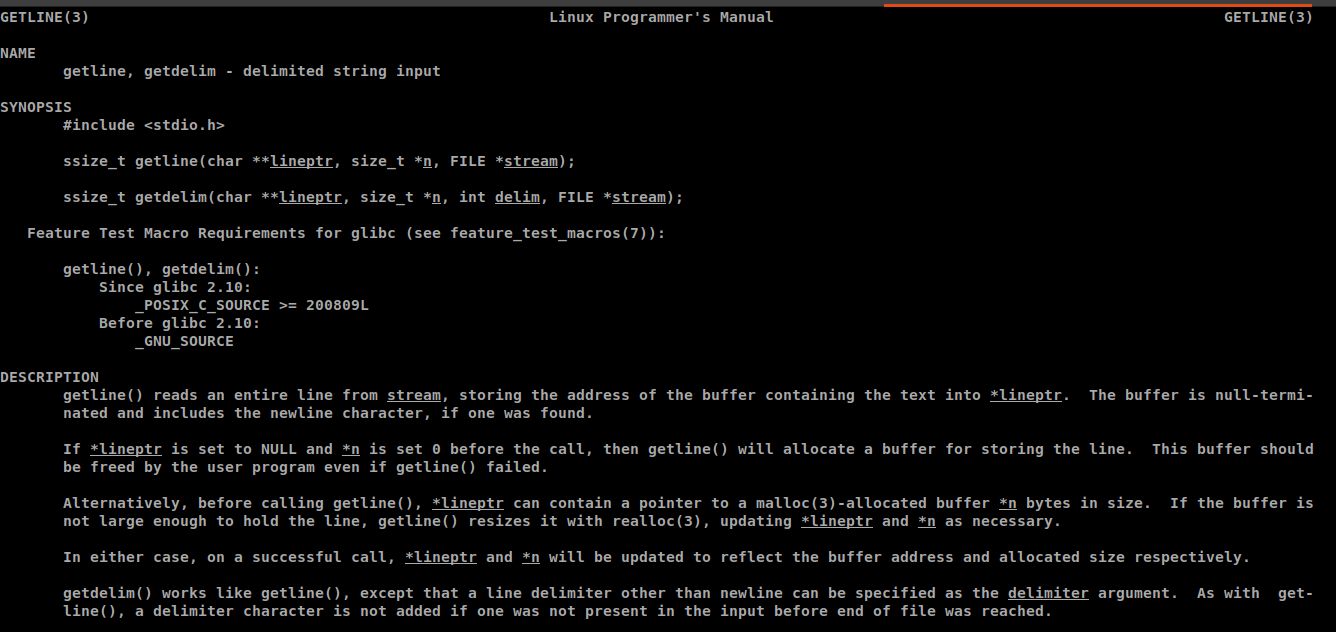 GETLINE(3)                                                   Linux Programmer's Manual                                                  GETLINE(3)
NAME
       getline, getdelim - delimited string input
SYNOPSIS
       #include <stdio.h>
       ssize_t getline(char **lineptr, size_t *n, FILE *stream);
       ssize_t getdelim(char **lineptr, size_t *n, int delim, FILE *stream);
   Feature Test Macro Requirements for glibc (see feature_test_macros(7)):
       getline(), getdelim():
           Since glibc 2.10:
               _POSIX_C_SOURCE >= 200809L
           Before glibc 2.10:
               _GNU_SOURCE
DESCRIPTION
       getline() reads an entire line from stream, storing the address of the buffer containing the text into *lineptr.  The buffer is null-termi-
       nated and includes the newline character, if one was found.
       If *lineptr is set to NULL and *n is set 0 before the call, then getline() will allocate a buffer for storing the line.  This buffer should
       be freed by the user program even if getline() failed.
       Alternatively, before calling getline(), *lineptr can contain a pointer to a malloc(3)-allocated buffer *n bytes in size.  If the buffer is
       not large enough to hold the line, getline() resizes it with realloc(3), updating *lineptr and *n as necessary.
       In either case, on a successful call, *lineptr and *n will be updated to reflect the buffer address and allocated size respectively.
       getdelim() works like getline(), except that a line delimiter other than newline can be specified as the delimiter argument.  As with  get-
       line(), a delimiter character is not added if one was not present in the input before end of file was reached.